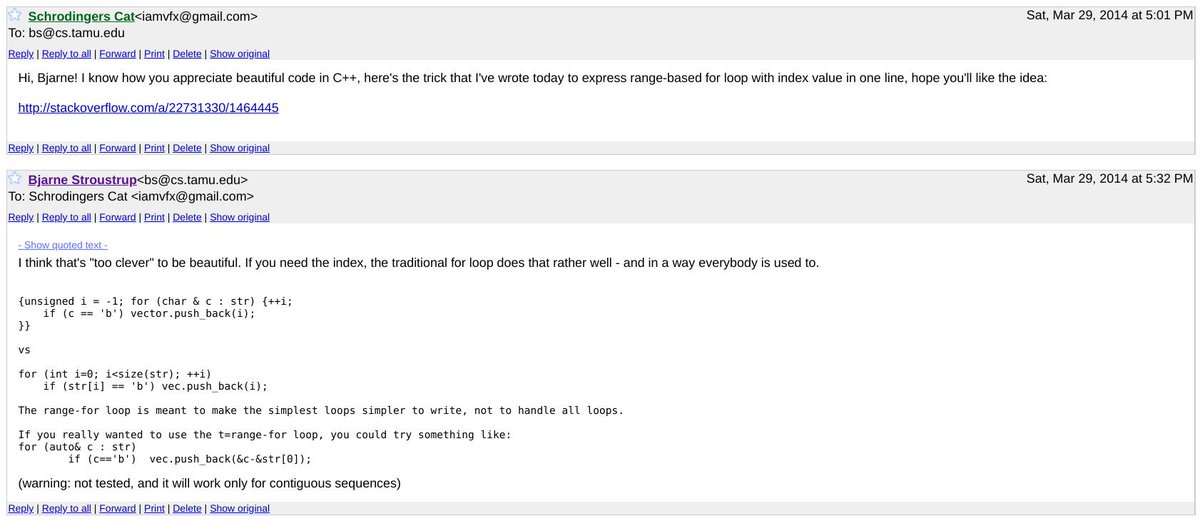 Schrodingers Cat<iamvfx@gmail.com> Sat, Mar 29, 2014 at 5:01 PM
To: bs@cs.tamu.edu
Reply | Reply to all | Forward | Print | Delete | Show original
Hi, Bjarne! I know how you appreciate beautiful code in C++, here's the trick that I've wrote today to express range-based for loop with index value in one line, hope you'll like the idea:
http://stackoverflow.com/a/22731330/1464445
Reply | Reply to all | Forward | Print | Delete | Show original
Bjarne Stroustrup<bs@cs.tamu.edu> Sat, Mar 29, 2014 at 5:32 PM
To: Schrodingers Cat <iamvfx@gmail.com>
Reply | Reply to all | Forward | Print | Delete | Show original
- Show quoted text -
I think that's "too clever" to be beautiful. If you need the index, the traditional for loop does that rather well - and in a way everybody is used to.
{unsigned i = -1; for (char & c : str) {++i;
    if (c == 'b') vector.push_back(i);
}}
vs
for (int i=0; i<size(str); ++i)
    if (str[i] == 'b') vec.push_back(i);
The range-for loop is meant to make the simplest loops simpler to write, not to handle all loops.
If you really wanted to use the t=range-for loop, you could try something like:
for (auto& c : str)
        if (c=='b')  vec.push_back(&c-&str[0]);
(warning: not tested, and it will work only for contiguous sequences)
Reply | Reply to all | Forward | Print | Delete | Show original